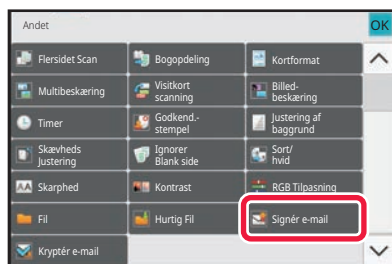 Andet
OK
Flersidet Scan
Bogopdeling
Kortformat
Multibeskæring
Visitkort
scanning
Billed-
beskæring
Timer
Godkend.-
stempel
Justering af
baggrund
Skævheds
Justering
Ignorer
Blank side
Sort/
hvid
AA Skarphed
Kontrast
RGB Tilpasning
Fil
Hurtig Fil
Signér e-mail
Kryptér e-mail